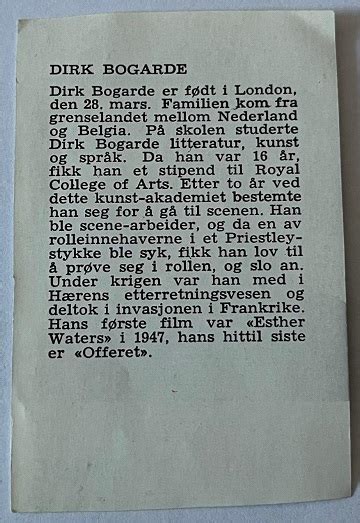 DIRK BOGARDE
Dirk Bogarde er født i London,
den 28. mars. Familien kom fra
grenselandet mellom Nederland
og Belgia. På skolen studerte
Dirk Bogarde litteratur, kunst
og språk. Da han var 16 år,
fikk han et stipend til Royal
College of Arts. Etter to år ved
dette kunst-akademiet bestemte
han seg for å gå til scenen. Han
ble scene-arbeider, og da en av
rolleinnehaverne i et Priestley-
stykke ble syk, fikk han lov til
å prøve seg i rollen, og slo an.
Under krigen var han med i
Hærens etterretningsvesen og
deltok i invasjonen i Frankrike.
Hans første film var «Esther
Waters» i 1947, hans hittil siste
er «Offeret».